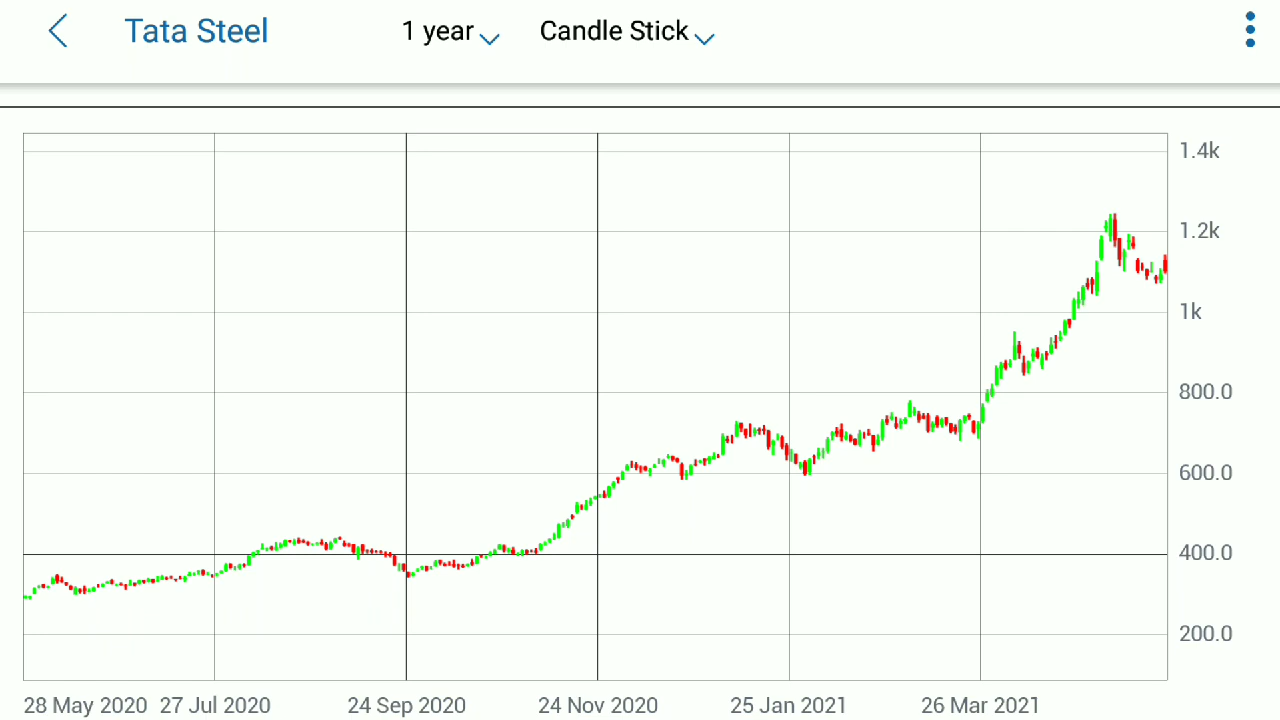 Tata Steel 1 year Candle Stick
1.4k
1.2k
1k
800.0
600.0
400.0
200.0
28 May 2020 27 Jul 2020 24 Sep 2020 24 Nov 2020 25 Jan 2021 26 Mar 2021